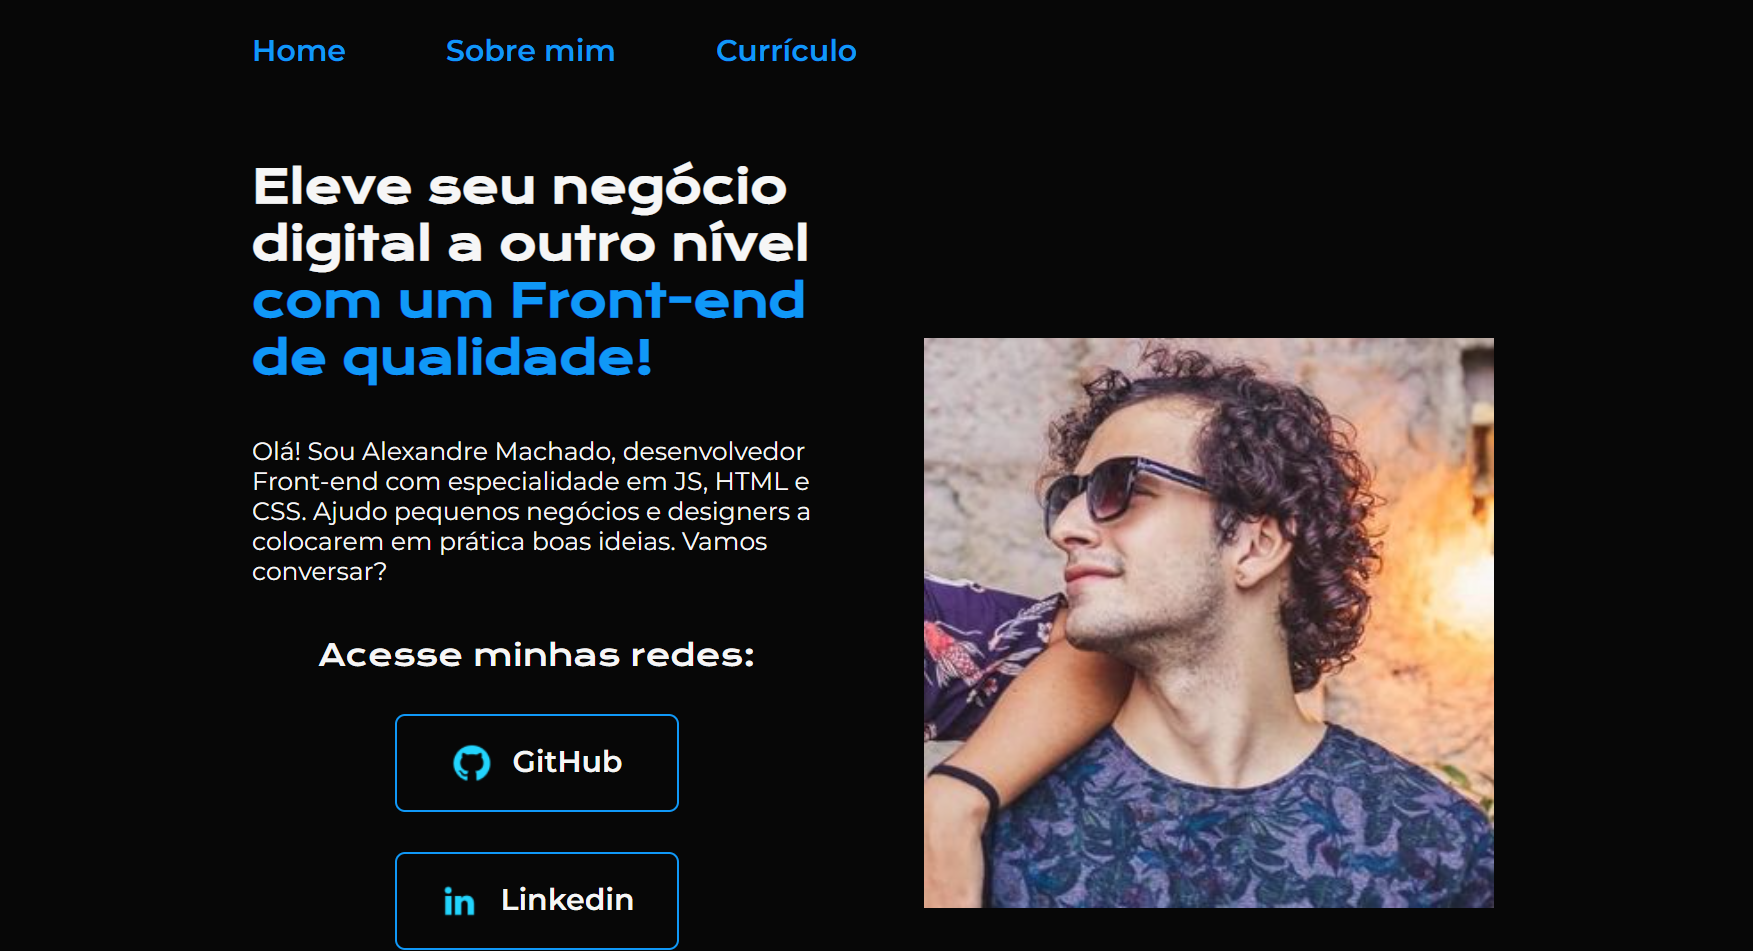 Home Sobre mim Currículo
Eleve seu negócio
digital a outro nível
com um Front-end
de qualidade!
Olá! Sou Alexandre Machado, desenvolvedor
Front-end com especialidade em JS, HTML e
CSS. Ajudo pequenos negócios e designers a
colocarem em prática boas ideias. Vamos
conversar?
Acesse minhas redes:
GitHub
in Linkedin